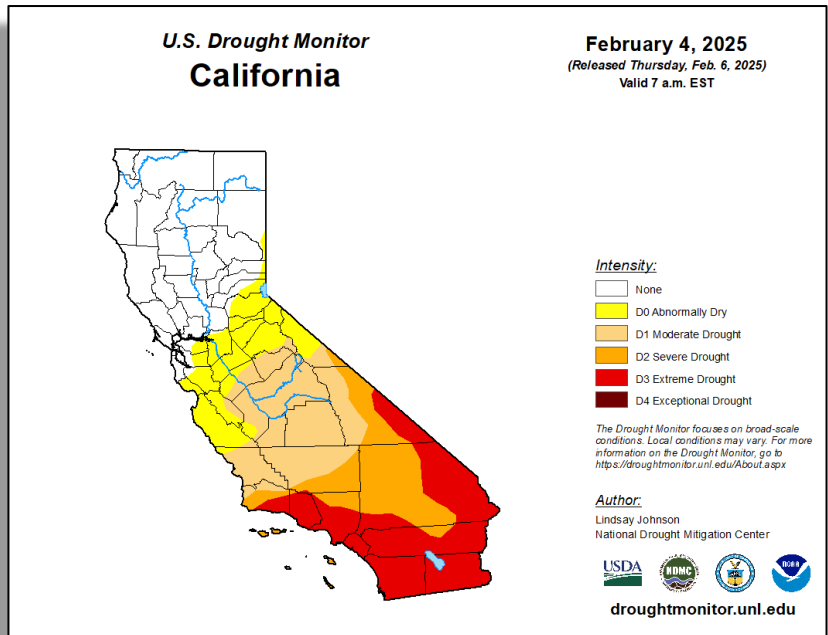 U.S. Drought Monitor
California
February 4, 2025
(Released Thursday, Feb. 6, 2025)
Valid 7 a.m. EST
Intensity:
None
D0 Abnormally Dry
D1 Moderate Drought
D2 Severe Drought
D3 Extreme Drought
D4 Exceptional Drought
The Drought Monitor focuses on broad-scale
conditions. Local conditions may vary. For more
information on the Drought Monitor, go to
https://droughtmonitor.unl.edu/About.aspx
Author:
Lindsay Johnson
National Drought Mitigation Center
USDA
NDMC
NOAA
droughtmonitor.unl.edu